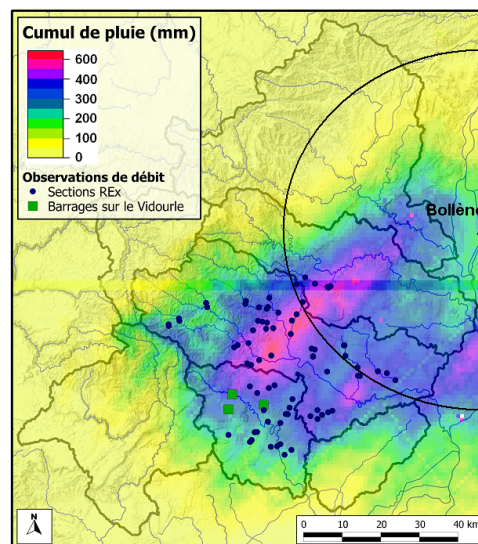 Cumul de pluie (mm)
600
500
400
300
200
100
0
Observations de débit
Sections REx
Barrages sur le Vidourle
Bollène
N
0 10 20 30 40 km